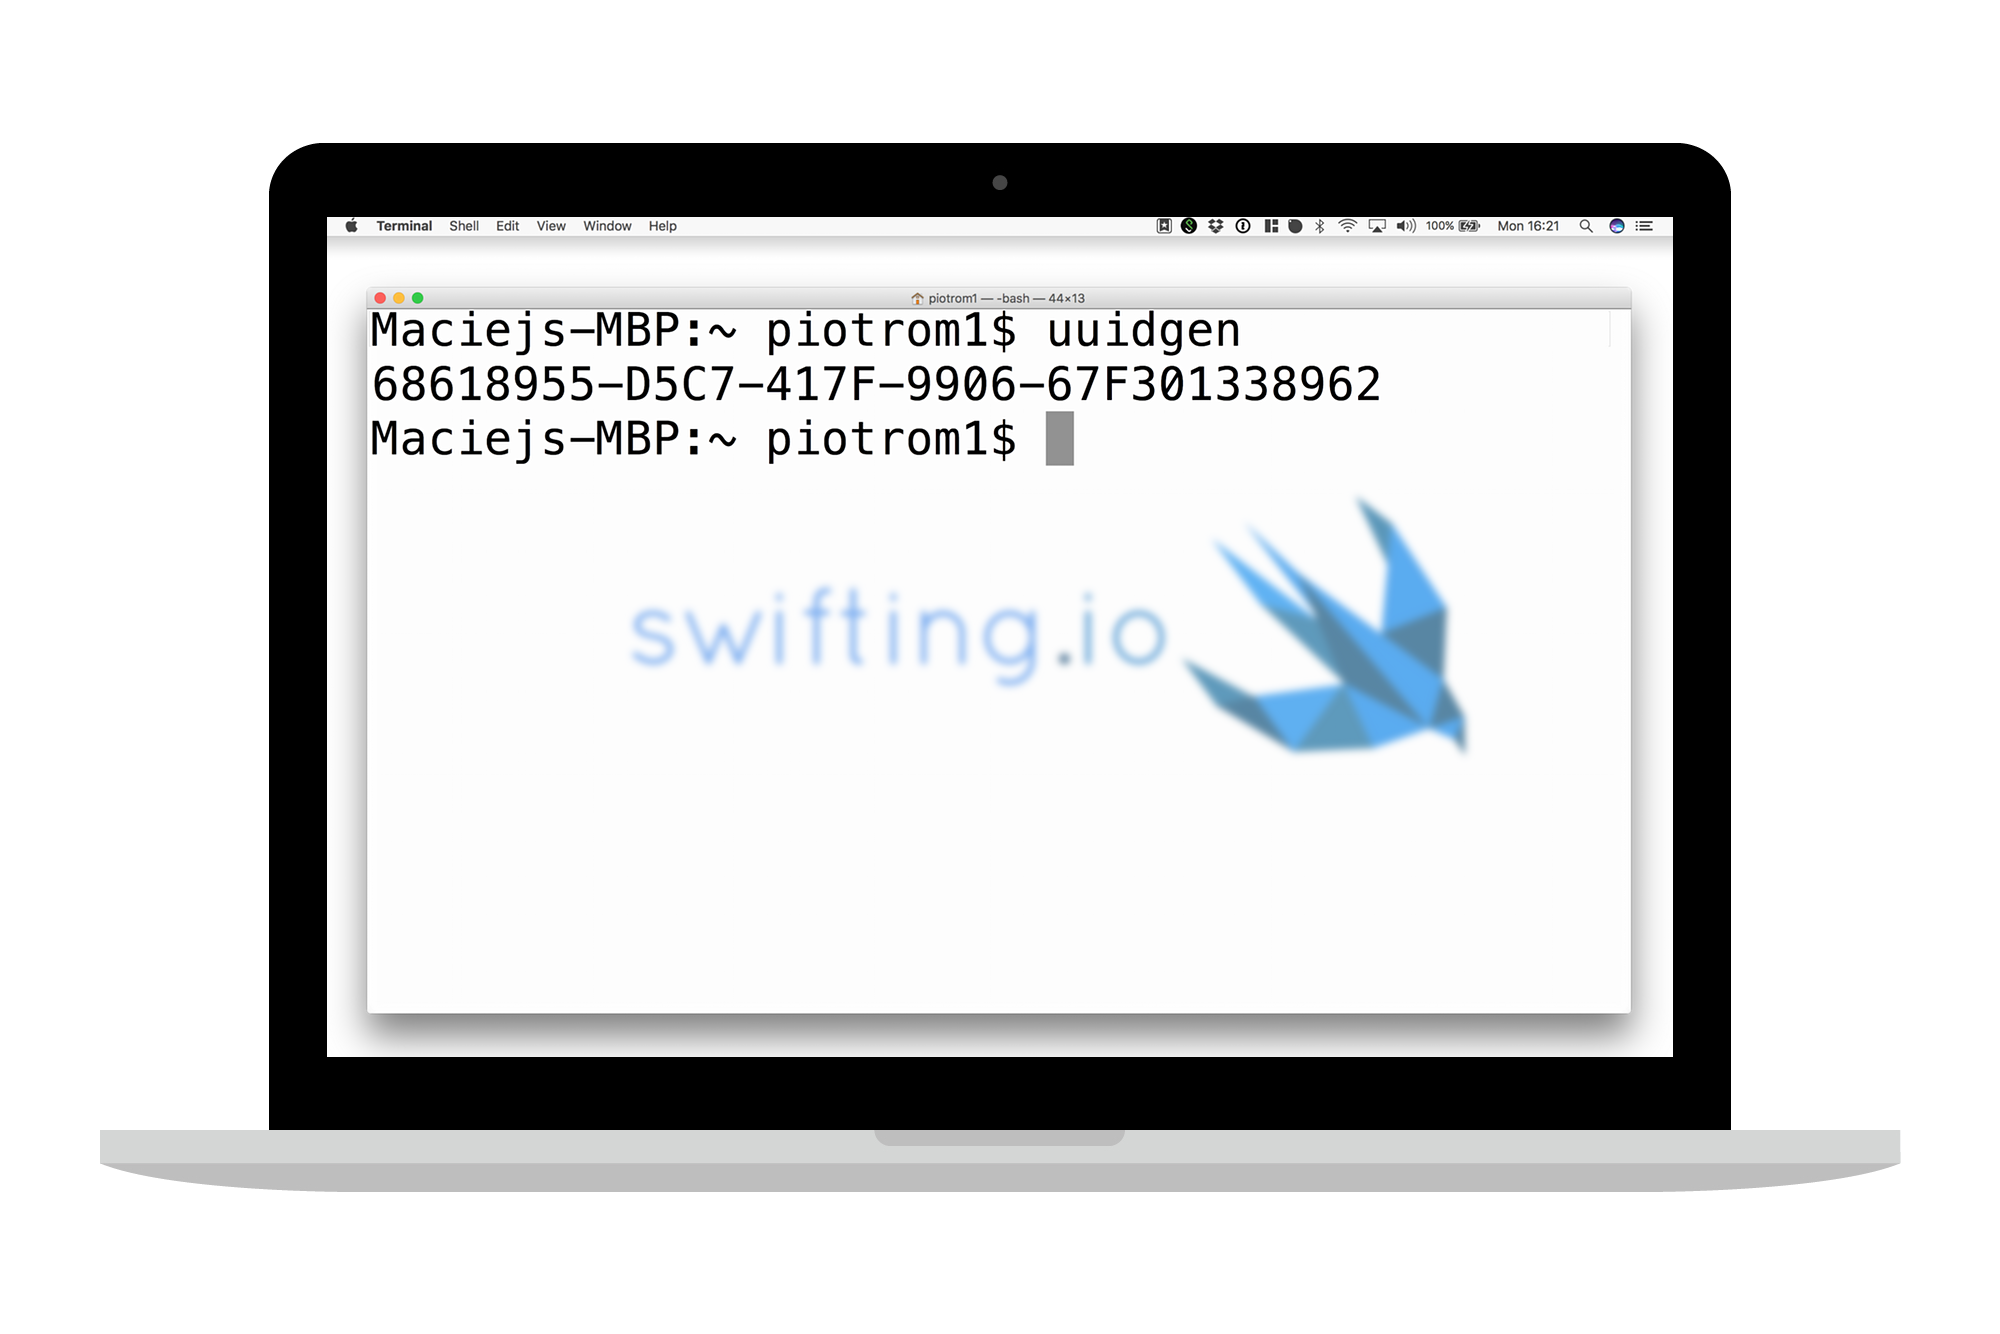 Terminal Shell Edit View Window Help 100% Mon 16:21
piotrom1 — -bash — 44×13
Maciejs-MBP:~ piotrom1$ uuidgen
68618955-D5C7-417F-9906-67F301338962
Maciejs-MBP:~ piotrom1$
swifting.io